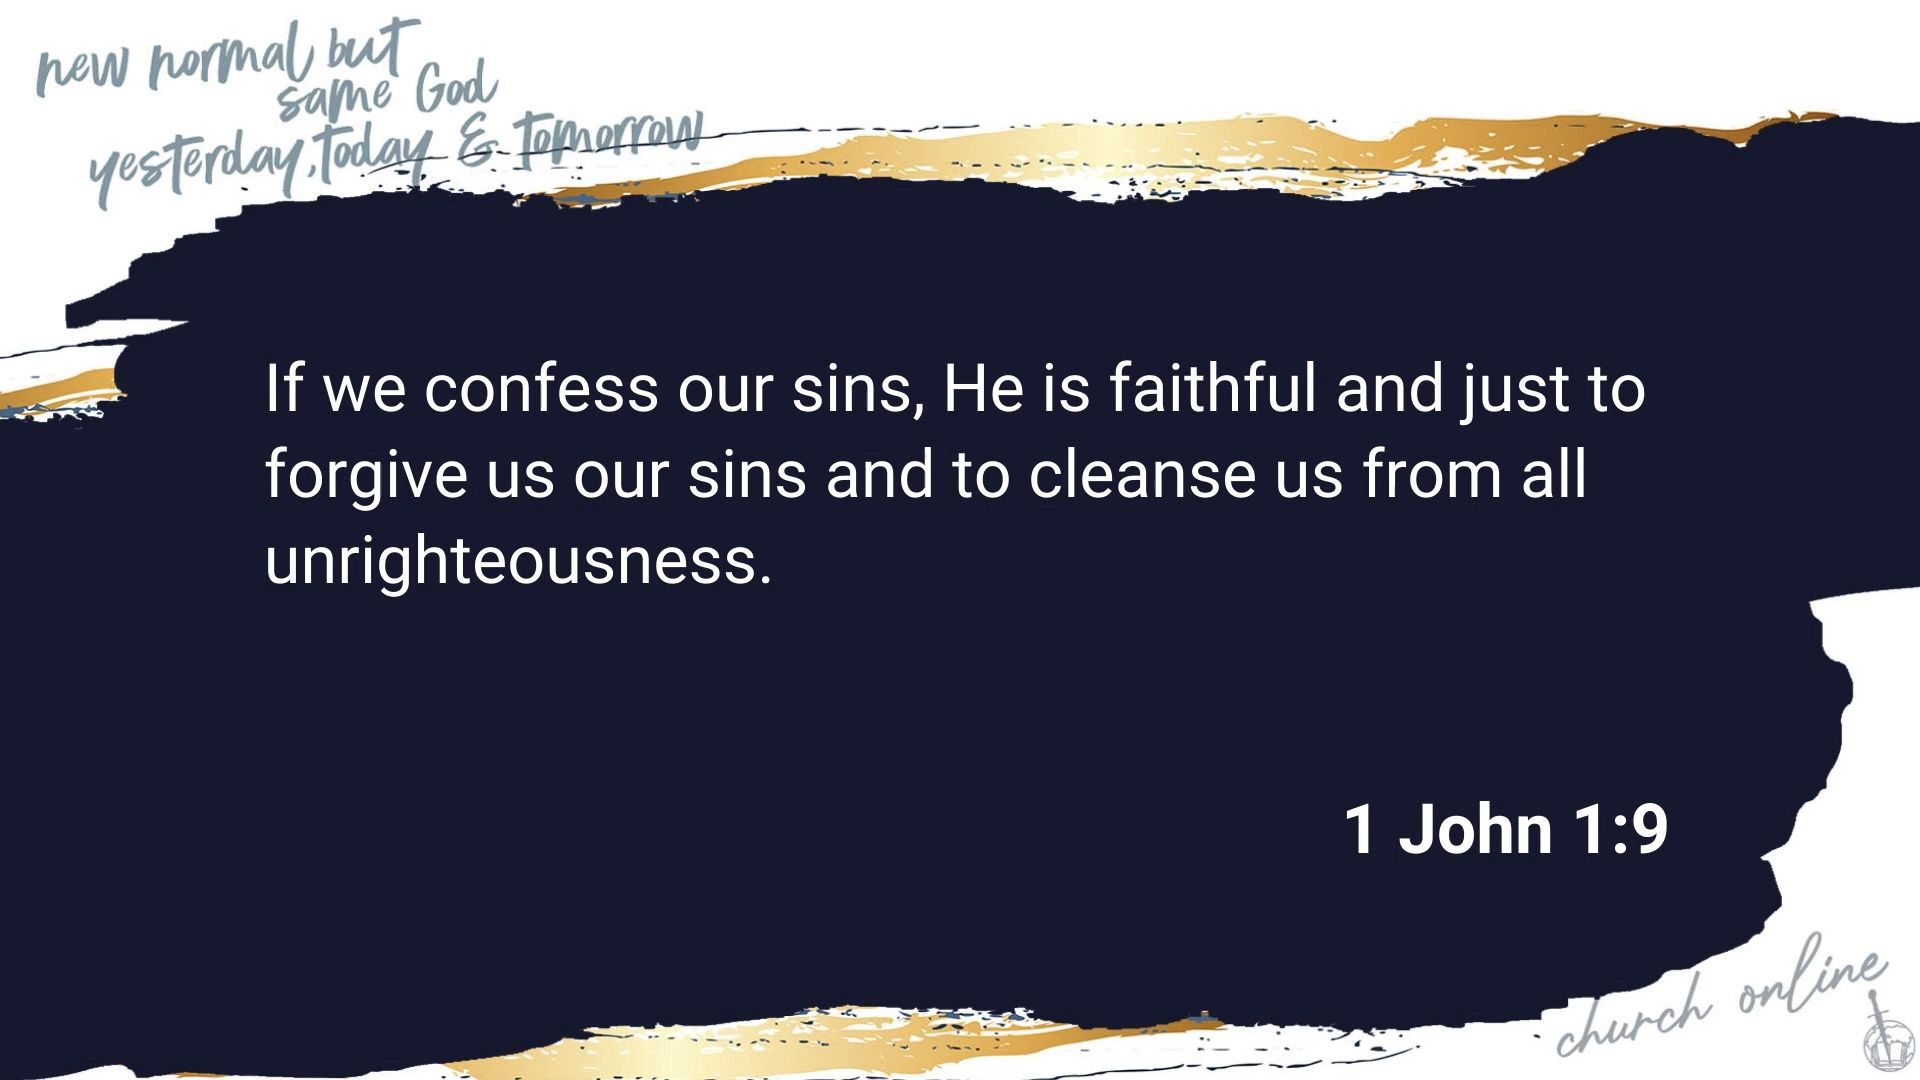 new normal but
same God
yesterday, today & tomorrow
If we confess our sins, He is faithful and just to
forgive us our sins and to cleanse us from all
unrighteousness.
1 John 1:9
church online